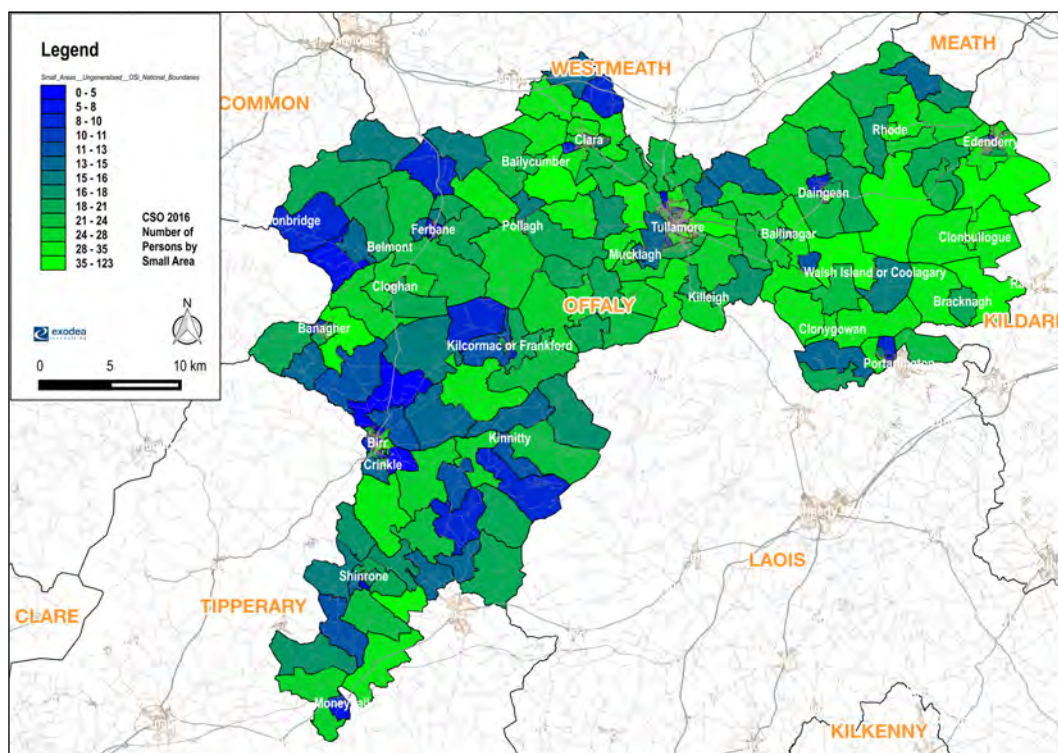 Legend
Small_Areas__Ungeneralised__OSi_National_Boundaries
0 - 5
5 - 8
8 - 10
10 - 11
11 - 13
13 - 15
15 - 16
16 - 18
18 - 21
21 - 24
24 - 28
28 - 35
35 - 123
CSO 2016
Number of
Persons by
Small Area
exodea
N
0 5 10 km
MEATH
WESTMEATH
COMMON
Rhode
Clara
Edenderry
Ballycumber
Daingean
onbridge
Ferbane
Pollagh
Tullamore
Ballinagar
Clonbullogue
Belmont
Mucklagh
Walsh Island or Coolagary
Cloghan
Killeigh
Bracknagh
OFFALY
KILDARE
Banagher
Clonygowan
Kilcormac or Frankford
Portarlington
Birr
Kinnitty
Crinkle
LAOIS
Shinrone
TIPPERARY
CLARE
KILKENNY